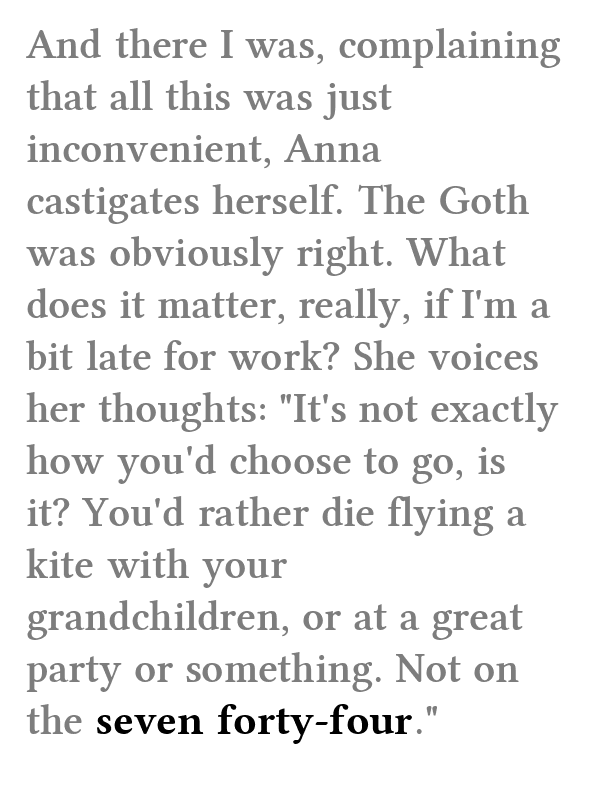 And there I was, complaining
that all this was just
inconvenient, Anna
castigates herself. The Goth
was obviously right. What
does it matter, really, if I'm a
bit late for work? She voices
her thoughts: "It's not exactly
how you'd choose to go, is
it? You'd rather die flying a
kite with your
grandchildren, or at a great
party or something. Not on
the seven forty-four."